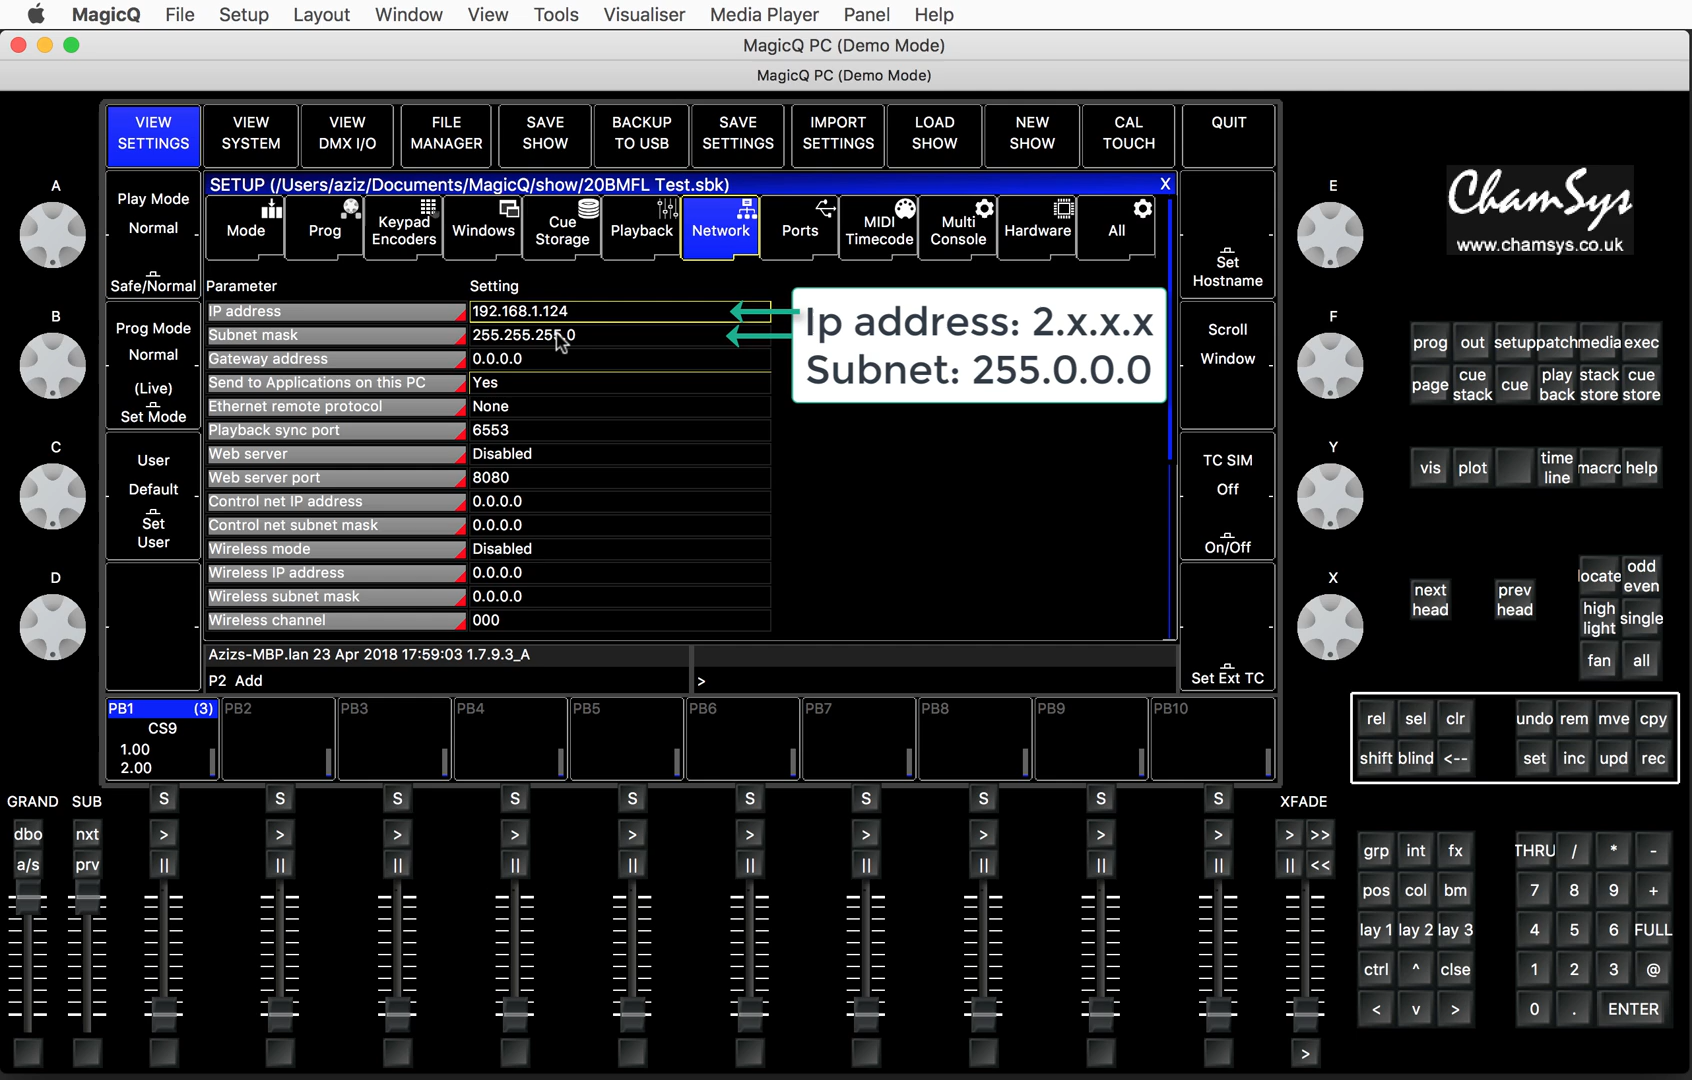 MagicQ File Setup Layout Window View Tools Visualiser Media Player Panel Help
MagicQ PC (Demo Mode)
MagicQ PC (Demo Mode)
VIEW SETTINGS
VIEW SYSTEM
VIEW DMX I/O
FILE MANAGER
SAVE SHOW
BACKUP TO USB
SAVE SETTINGS
IMPORT SETTINGS
LOAD SHOW
NEW SHOW
CAL TOUCH
QUIT
SETUP (/Users/aziz/Documents/MagicQ/show/20BMFL Test.sbk) X
Mode
Prog
Keypad Encoders
Windows
Cue Storage
Playback
Network
Ports
MIDI Timecode
Multi Console
Hardware
All
A
B
C
D
Play Mode
Normal
Safe/Normal
Prog Mode
Normal
(Live)
Set Mode
User
Default
Set
User
Parameter Setting
IP address 192.168.1.124
Subnet mask 255.255.255.0
Gateway address 0.0.0.0
Send to Applications on this PC Yes
Ethernet remote protocol None
Playback sync port 6553
Web server Disabled
Web server port 8080
Control net IP address 0.0.0.0
Control net subnet mask 0.0.0.0
Wireless mode Disabled
Wireless IP address 0.0.0.0
Wireless subnet mask 0.0.0.0
Wireless channel 000
Ip address: 2.x.x.x
Subnet: 255.0.0.0
Set
Hostname
Scroll
Window
TC SIM
Off
On/Off
Set Ext TC
E
F
Y
X
ChamSys
www.chamsys.co.uk
prog out setup patch media exec
page cue stack cue play back stack store cue store
vis plot time line macro help
next head prev head
locate odd even
high light single
fan all
Azizs-MBP.lan 23 Apr 2018 17:59:03 1.7.9.3_A
P2 Add >
PB1 (3) PB2 PB3 PB4 PB5 PB6 PB7 PB8 PB9 PB10
CS9
1.00
2.00
rel sel clr undo rem mve cpy
shift blind <-- set inc upd rec
GRAND SUB S S S S S S S S S S XFADE
dbo nxt > > > > > > > > > > > >>
a/s prv || || || || || || || || || || || <<
>
grp int fx THRU / * -
pos col bm 7 8 9 +
lay 1 lay 2 lay 3 4 5 6 FULL
ctrl ^ clse 1 2 3 @
< v > 0 . ENTER